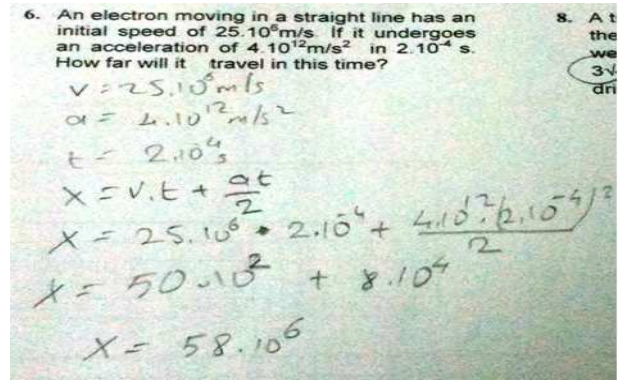 6. An electron moving in a straight line has an
initial speed of 25.10⁶m/s. If it undergoes
an acceleration of 4.10¹²m/s² in 2.10⁻⁴ s.
How far will it travel in this time?
v = 25.10⁶m/s
a = 4.10¹²m/s²
t = 2.10⁻⁴s
x = v.t + at/2
x = 25.10⁶ • 2.10⁻⁴ + 4.10¹².(2.10⁻⁴)²/2
x = 50.10² + 8.10⁴
x = 58.10⁶
8. A t
the
we
3√
dri